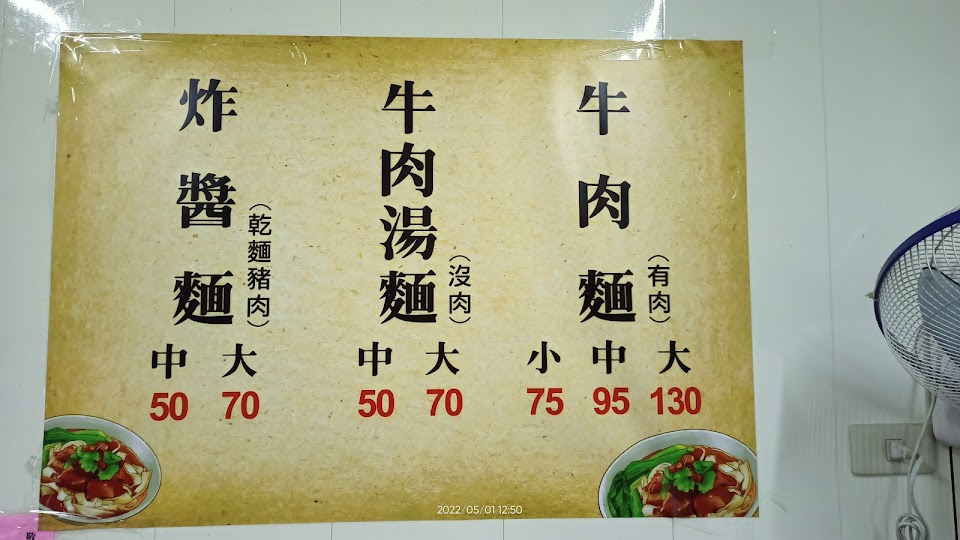 牛肉麵
(有肉)
小 中 大
75 95 130
牛肉湯麵
(沒肉)
中 大
50 70
炸醬麵
(乾麵豬肉)
中 大
50 70
2022/05/01 12:50